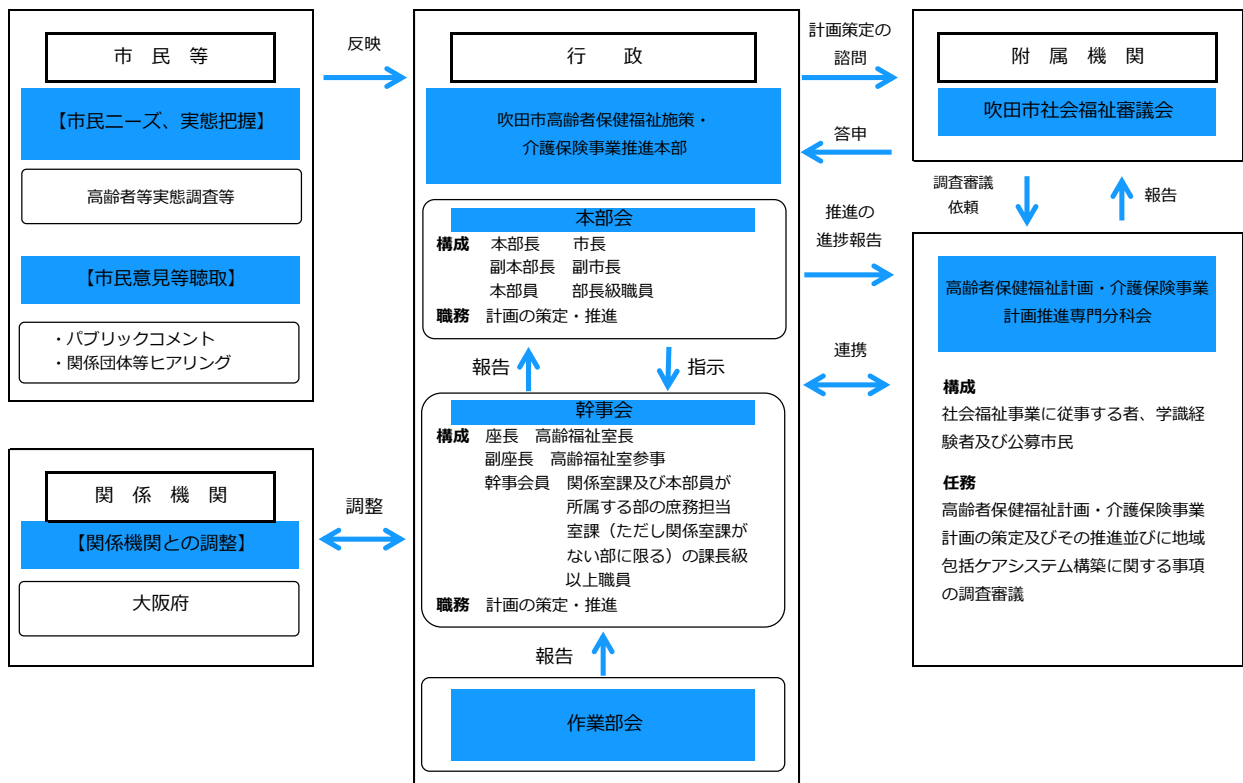 市　民　等
【市民ニーズ、実態把握】
高齢者等実態調査等
【市民意見等聴取】
・パブリックコメント
・関係団体等ヒアリング
関　係　機　関
【関係機関との調整】
大阪府
反映
調整
行　　政
吹田市高齢者保健福祉施策・
介護保険事業推進本部
本部会
構成　本部長　　市長
副本部長　副市長
本部員　　部長級職員
職務　計画の策定・推進
報告
指示
幹事会
構成　座長　高齢福祉室長
副座長　高齢福祉室参事
幹事会員　関係室課及び本部員が
所属する部の庶務担当
室課（ただし関係室課が
ない部に限る）の課長級
以上職員
職務　計画の策定・推進
報告
作業部会
計画策定の
諮問
答申
推進の
進捗報告
連携
附　属　機　関
吹田市社会福祉審議会
調査審議
依頼
報告
高齢者保健福祉計画・介護保険事業
計画推進専門分科会
構成
社会福祉事業に従事する者、学識経
験者及び公募市民
任務
高齢者保健福祉計画・介護保険事業
計画の策定及びその推進並びに地域
包括ケアシステム構築に関する事項
の調査審議